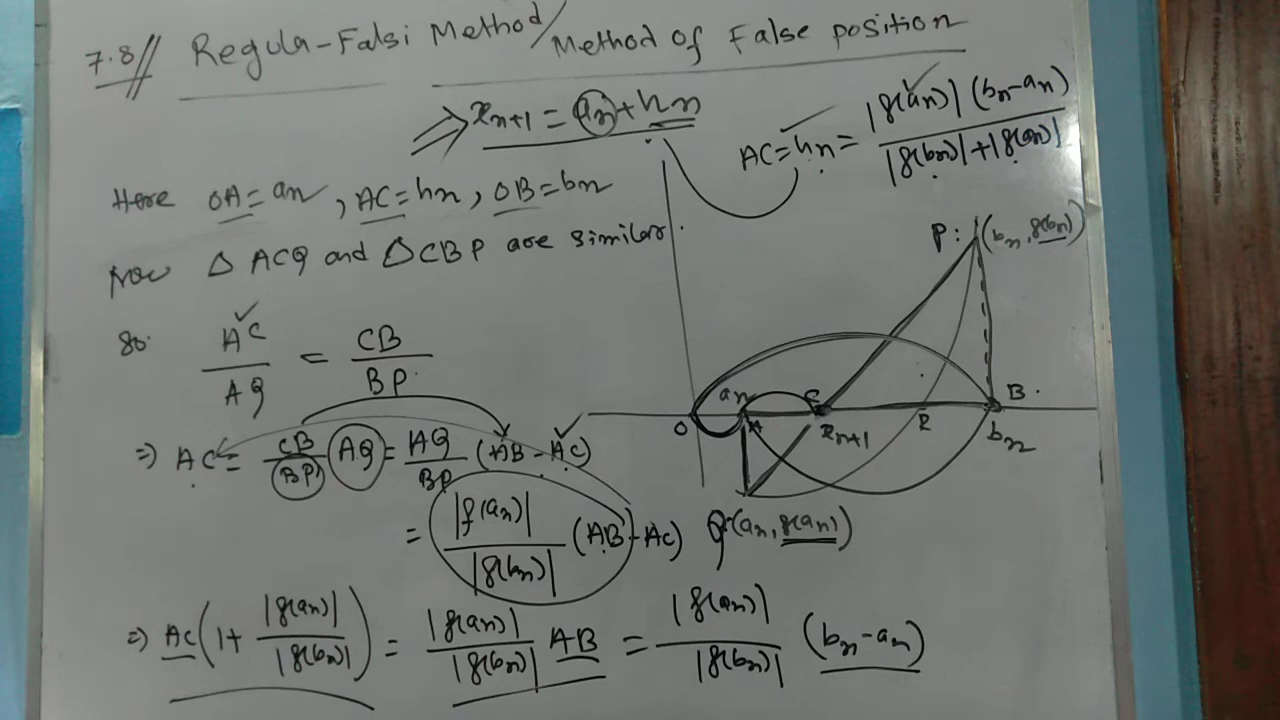 7.8// Regula-Falsi Method/Method of False position
⇒ x_{n+1} = a_n + h_n
AC = h_n = |f(a_n)| (b_n - a_n) / |f(b_n)| + |f(a_n)|
Here OA = a_n, AC = h_n, OB = b_n
Now Δ ACQ and Δ CBP are similar.
P: (b_n, f(b_n))
So. AC / AQ = CB / BP.
a_n C B.
O A x_{n+1} R b_n
⇒ AC = CB / (BP) (AQ) = AQ / BP (AB - AC)
= |f(a_n)| / |f(b_n)| (AB - AC)
Q (a_n, f(a_n))
⇒ AC (1 + |f(a_n)| / |f(b_n)|) = |f(a_n)| / |f(b_n)| AB = |f(a_n)| / |f(b_n)| (b_n - a_n)